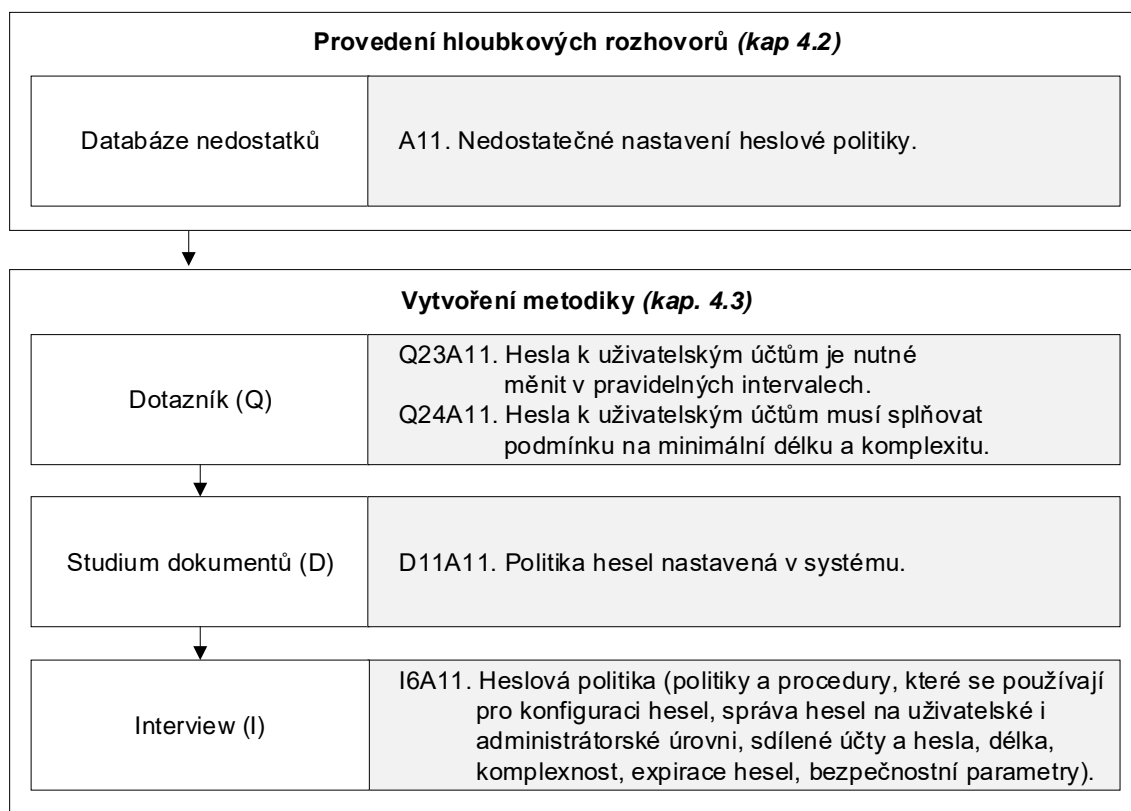 Provedení hloubkových rozhovorů (kap 4.2)
Databáze nedostatků
A11. Nedostatečné nastavení heslové politiky.
Vytvoření metodiky (kap. 4.3)
Dotazník (Q)
Q23A11. Hesla k uživatelským účtům je nutné
měnit v pravidelných intervalech.
Q24A11. Hesla k uživatelským účtům musí splňovat
podmínku na minimální délku a komplexitu.
Studium dokumentů (D)
D11A11. Politika hesel nastavená v systému.
Interview (I)
I6A11. Heslová politika (politiky a procedury, které se používají
pro konfiguraci hesel, správa hesel na uživatelské i
administrátorské úrovni, sdílené účty a hesla, délka,
komplexnost, expirace hesel, bezpečnostní parametry).